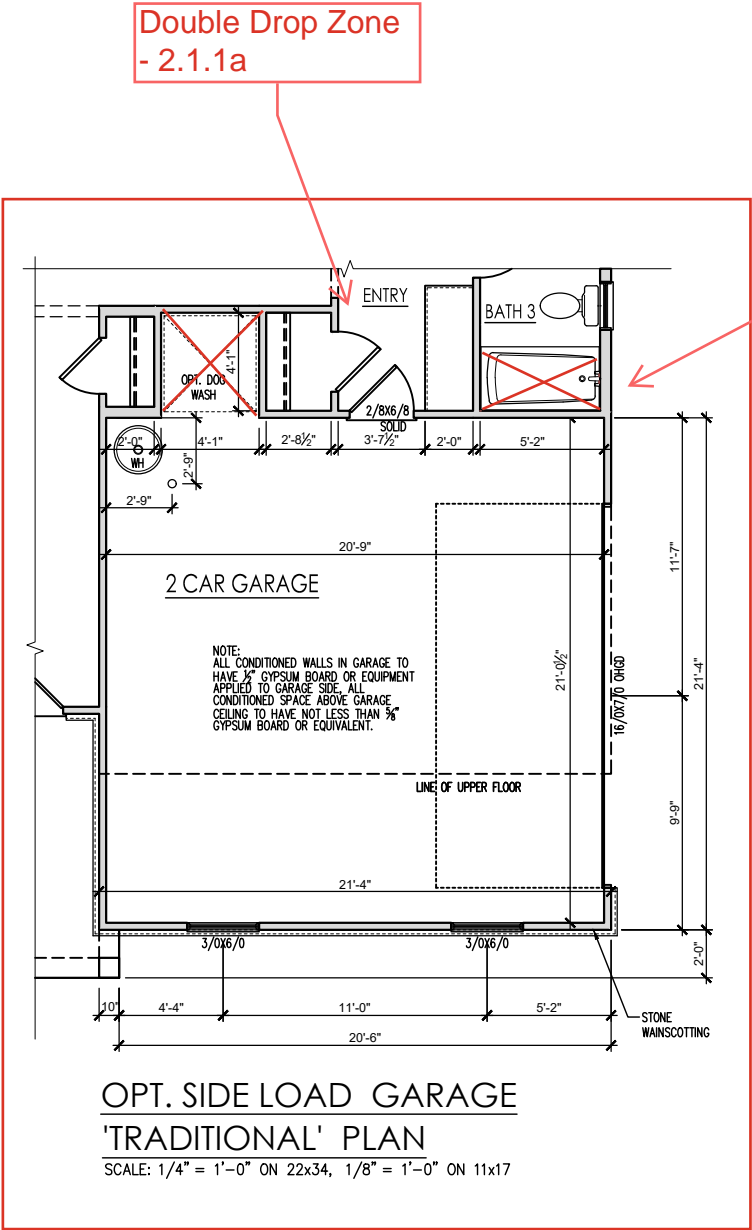 Double Drop Zone
- 2.1.1a
ENTRY
BATH 3
4'-1"
OPT. DOG
WASH
2/8X6/8
SOLID
2'-0"
4'-1"
2'-8½"
3'-7½"
2'-0"
5'-2"
WH
2'-9"
2'-9"
20'-9"
11'-7"
2 CAR GARAGE
NOTE:
ALL CONDITIONED WALLS IN GARAGE TO
HAVE ½" GYPSUM BOARD OR EQUIPMENT
APPLIED TO GARAGE SIDE, ALL
CONDITIONED SPACE ABOVE GARAGE
CEILING TO HAVE NOT LESS THAN ⅝"
GYPSUM BOARD OR EQUIVALENT.
21'-0½"
16/0X7/0 OHGD
21'-4"
LINE OF UPPER FLOOR
9'-9"
21'-4"
3/0X6/0
3/0X6/0
2'-0"
10"
4'-4"
11'-0"
5'-2"
STONE
WAINSCOTTING
20'-6"
OPT. SIDE LOAD GARAGE
'TRADITIONAL' PLAN
SCALE: 1/4" = 1'-0" ON 22x34, 1/8" = 1'-0" ON 11x17